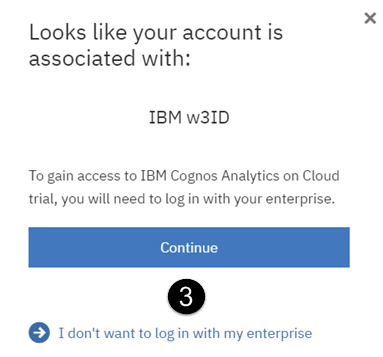 Looks like your account is
associated with:
IBM w3ID
To gain access to IBM Cognos Analytics on Cloud
trial, you will need to log in with your enterprise.
Continue
3
I don't want to log in with my enterprise